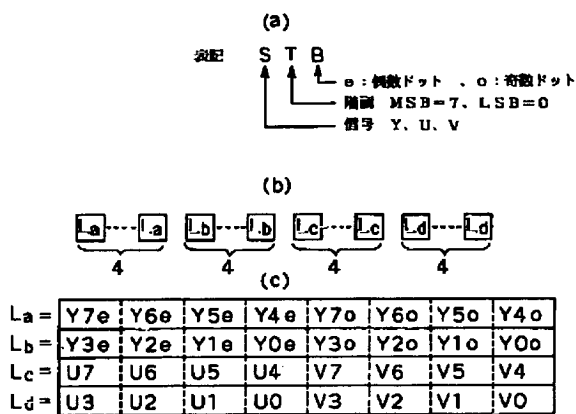 (a)
表記 S T B
e:偶数ドット 、o:奇数ドット
階調 MSB=7、LSB=0
信号 Y、U、V
(b)
La----La Lb----Lb Lc----Lc Ld----Ld
4 4 4 4
(c)
La= Y7e Y6e Y5e Y4e Y7o Y6o Y5o Y4o
Lb= Y3e Y2e Y1e Y0e Y3o Y2o Y1o Y0o
Lc= U7 U6 U5 U4 V7 V6 V5 V4
Ld= U3 U2 U1 U0 V3 V2 V1 V0